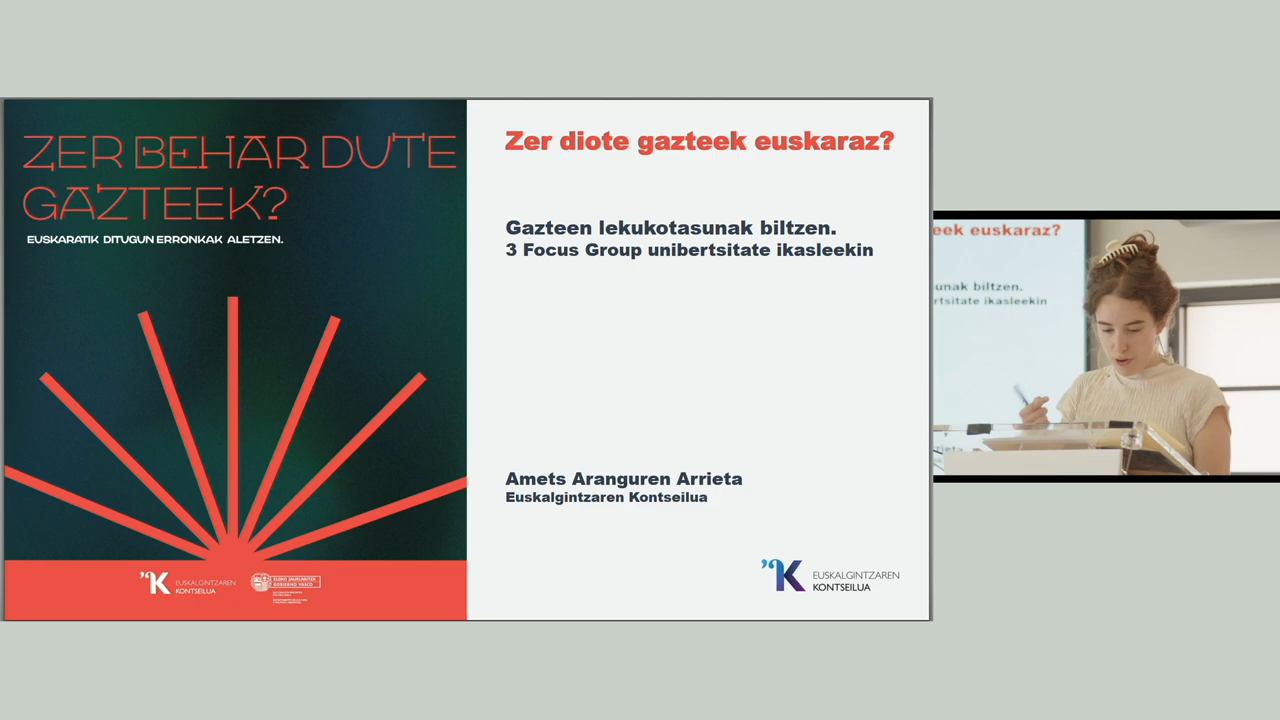 ZER BEHAR DUTE
GAZTEEK?
EUSKARATIK DITUGUN ERRONKAK ALETZEN.
'K EUSKALGINTZAREN
KONTSEILUA
EUSKO JAURLARITZA
GOBIERNO VASCO
Zer diote gazteek euskaraz?
Gazteen lekukotasunak biltzen.
3 Focus Group unibertsitate ikasleekin
Amets Aranguren Arrieta
Euskalgintzaren Kontseilua
'K EUSKALGINTZAREN
KONTSEILUA
eek euskaraz?
unak biltzen.
rtsitate ikasleekin
rrieta